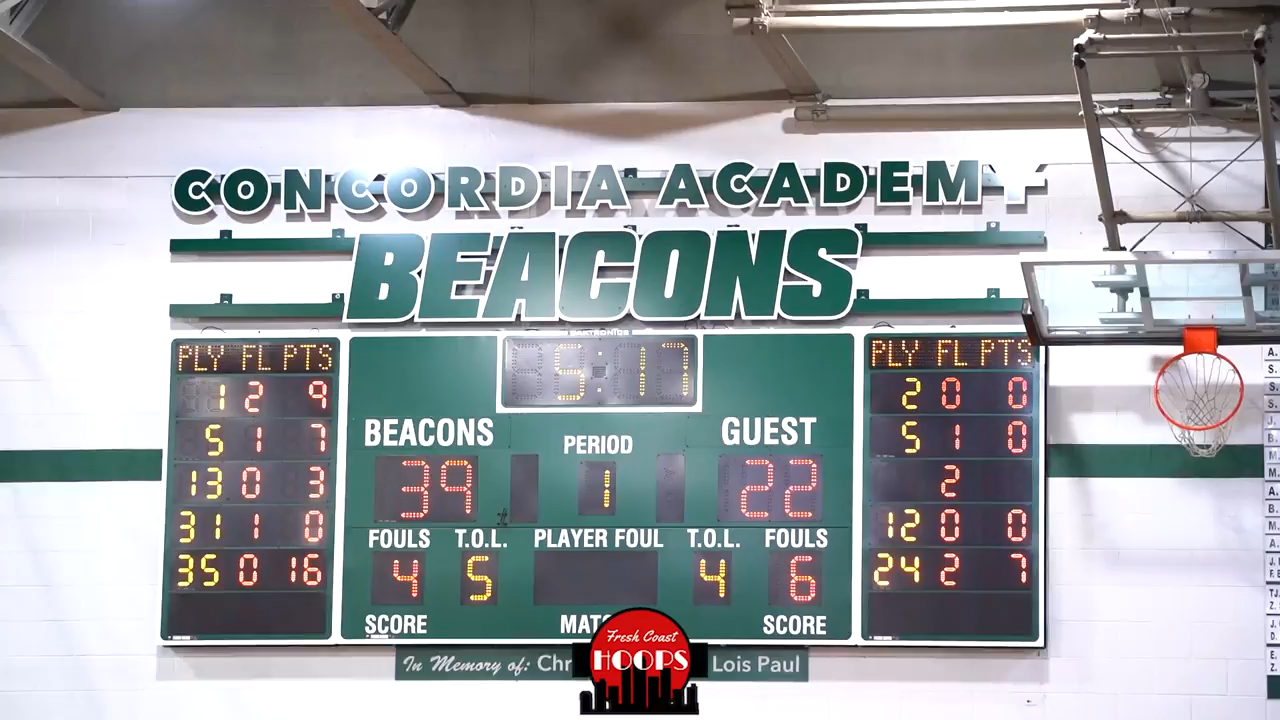 CONCORDIA ACADEMY
BEACONS
PLY FL PTS
1 2 9
5 1 7
13 0 3
31 1 0
35 0 16
5:17
BEACONS
PERIOD
GUEST
39
1
22
FOULS T.O.L. PLAYER FOUL T.O.L. FOULS
4 5 4 6
SCORE
SCORE
PLY FL PTS
2 0 0
5 1 0
2
12 0 0
24 2 7
In Memory of: Chr
Lois Paul
Fresh Coast
HOOPS